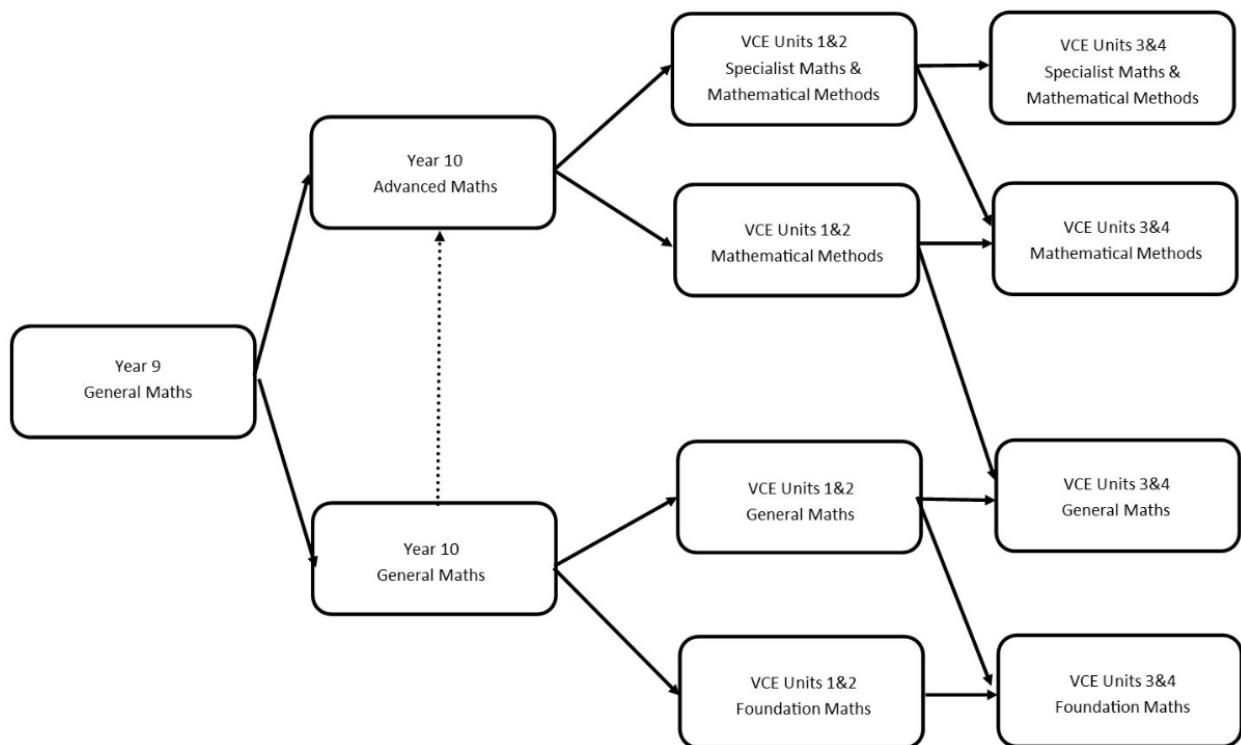 Year 9
General Maths
Year 10
Advanced Maths
Year 10
General Maths
VCE Units 1&2
Specialist Maths &
Mathematical Methods
VCE Units 1&2
Mathematical Methods
VCE Units 1&2
General Maths
VCE Units 1&2
Foundation Maths
VCE Units 3&4
Specialist Maths &
Mathematical Methods
VCE Units 3&4
Mathematical Methods
VCE Units 3&4
General Maths
VCE Units 3&4
Foundation Maths